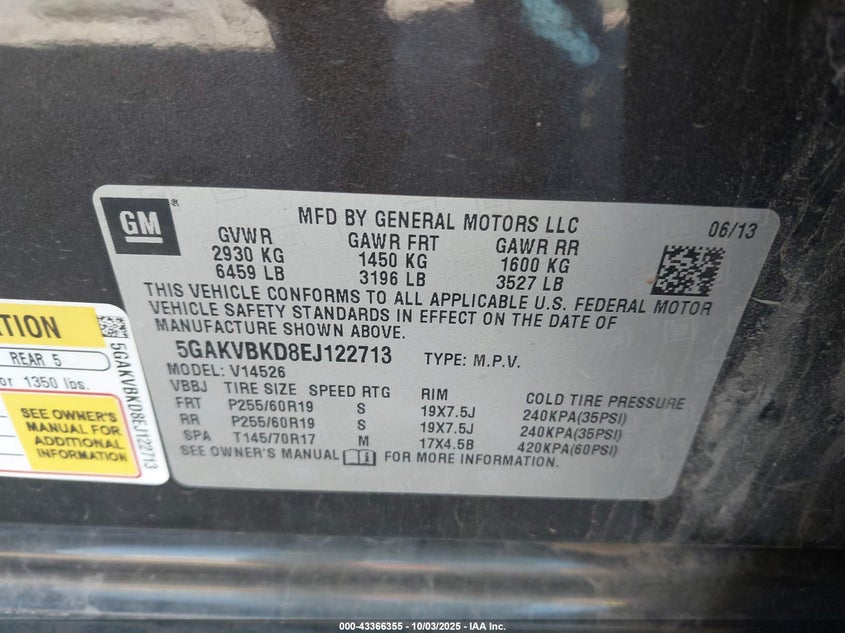 GM
®
MFD BY GENERAL MOTORS LLC
06/13
GVWR GAWR FRT GAWR RR
2930 KG 1450 KG 1600 KG
6459 LB 3196 LB 3527 LB
THIS VEHICLE CONFORMS TO ALL APPLICABLE U.S. FEDERAL MOTOR
VEHICLE SAFETY STANDARDS IN EFFECT ON THE DATE OF
MANUFACTURE SHOWN ABOVE.
5GAKVBKD8EJ122713 TYPE: M.P.V.
MODEL: V14526
VBBJ TIRE SIZE SPEED RTG RIM COLD TIRE PRESSURE
FRT P255/60R19 S 19X7.5J 240KPA(35PSI)
RR P255/60R19 S 19X7.5J 240KPA(35PSI)
SPA T145/70R17 M 17X4.5B 420KPA(60PSI)
SEE OWNER'S MANUAL FOR MORE INFORMATION.
REAR 5
or 1350 lbs.
SEE OWNER'S
MANUAL FOR
ADDITIONAL
INFORMATION
5GAKVBKD8EJ122713
000-43366355 - 10/03/2025 - IAA Inc.